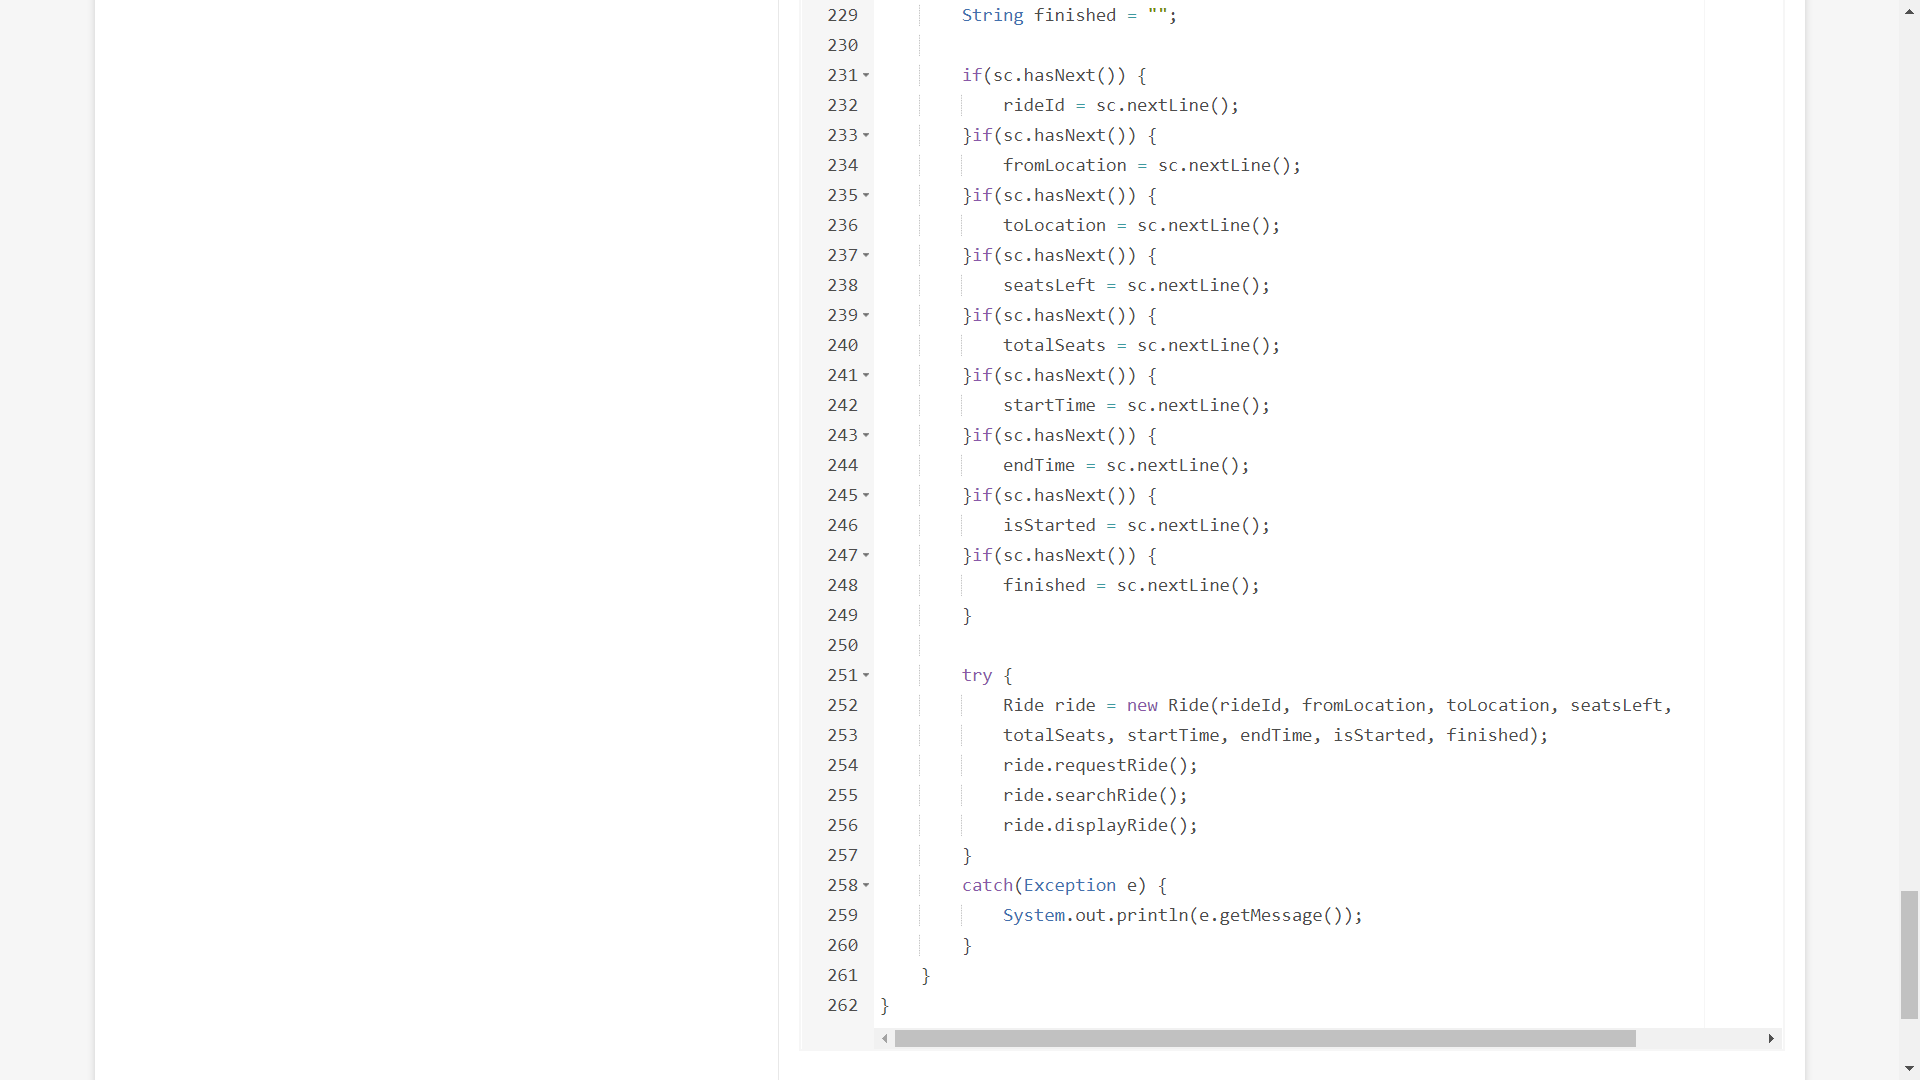 229 String finished = "";
230
231 if(sc.hasNext()) {
232 rideId = sc.nextLine();
233 }if(sc.hasNext()) {
234 fromLocation = sc.nextLine();
235 }if(sc.hasNext()) {
236 toLocation = sc.nextLine();
237 }if(sc.hasNext()) {
238 seatsLeft = sc.nextLine();
239 }if(sc.hasNext()) {
240 totalSeats = sc.nextLine();
241 }if(sc.hasNext()) {
242 startTime = sc.nextLine();
243 }if(sc.hasNext()) {
244 endTime = sc.nextLine();
245 }if(sc.hasNext()) {
246 isStarted = sc.nextLine();
247 }if(sc.hasNext()) {
248 finished = sc.nextLine();
249 }
250
251 try {
252 Ride ride = new Ride(rideId, fromLocation, toLocation, seatsLeft,
253 totalSeats, startTime, endTime, isStarted, finished);
254 ride.requestRide();
255 ride.searchRide();
256 ride.displayRide();
257 }
258 catch(Exception e) {
259 System.out.println(e.getMessage());
260 }
261 }
262 }